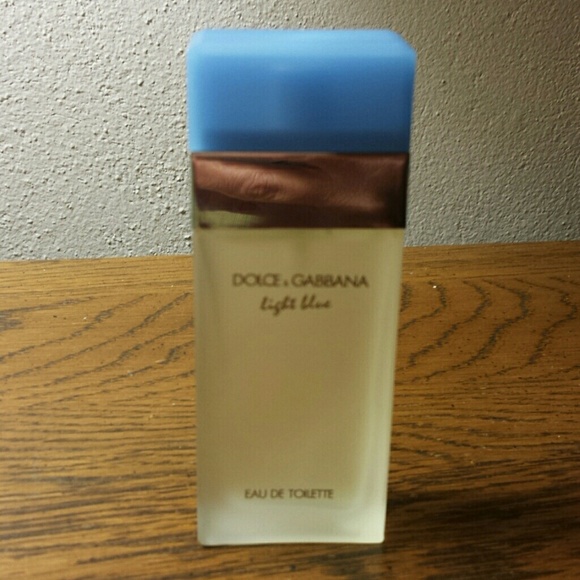 DOLCE & GABBANA
light blue
EAU DE TOILETTE